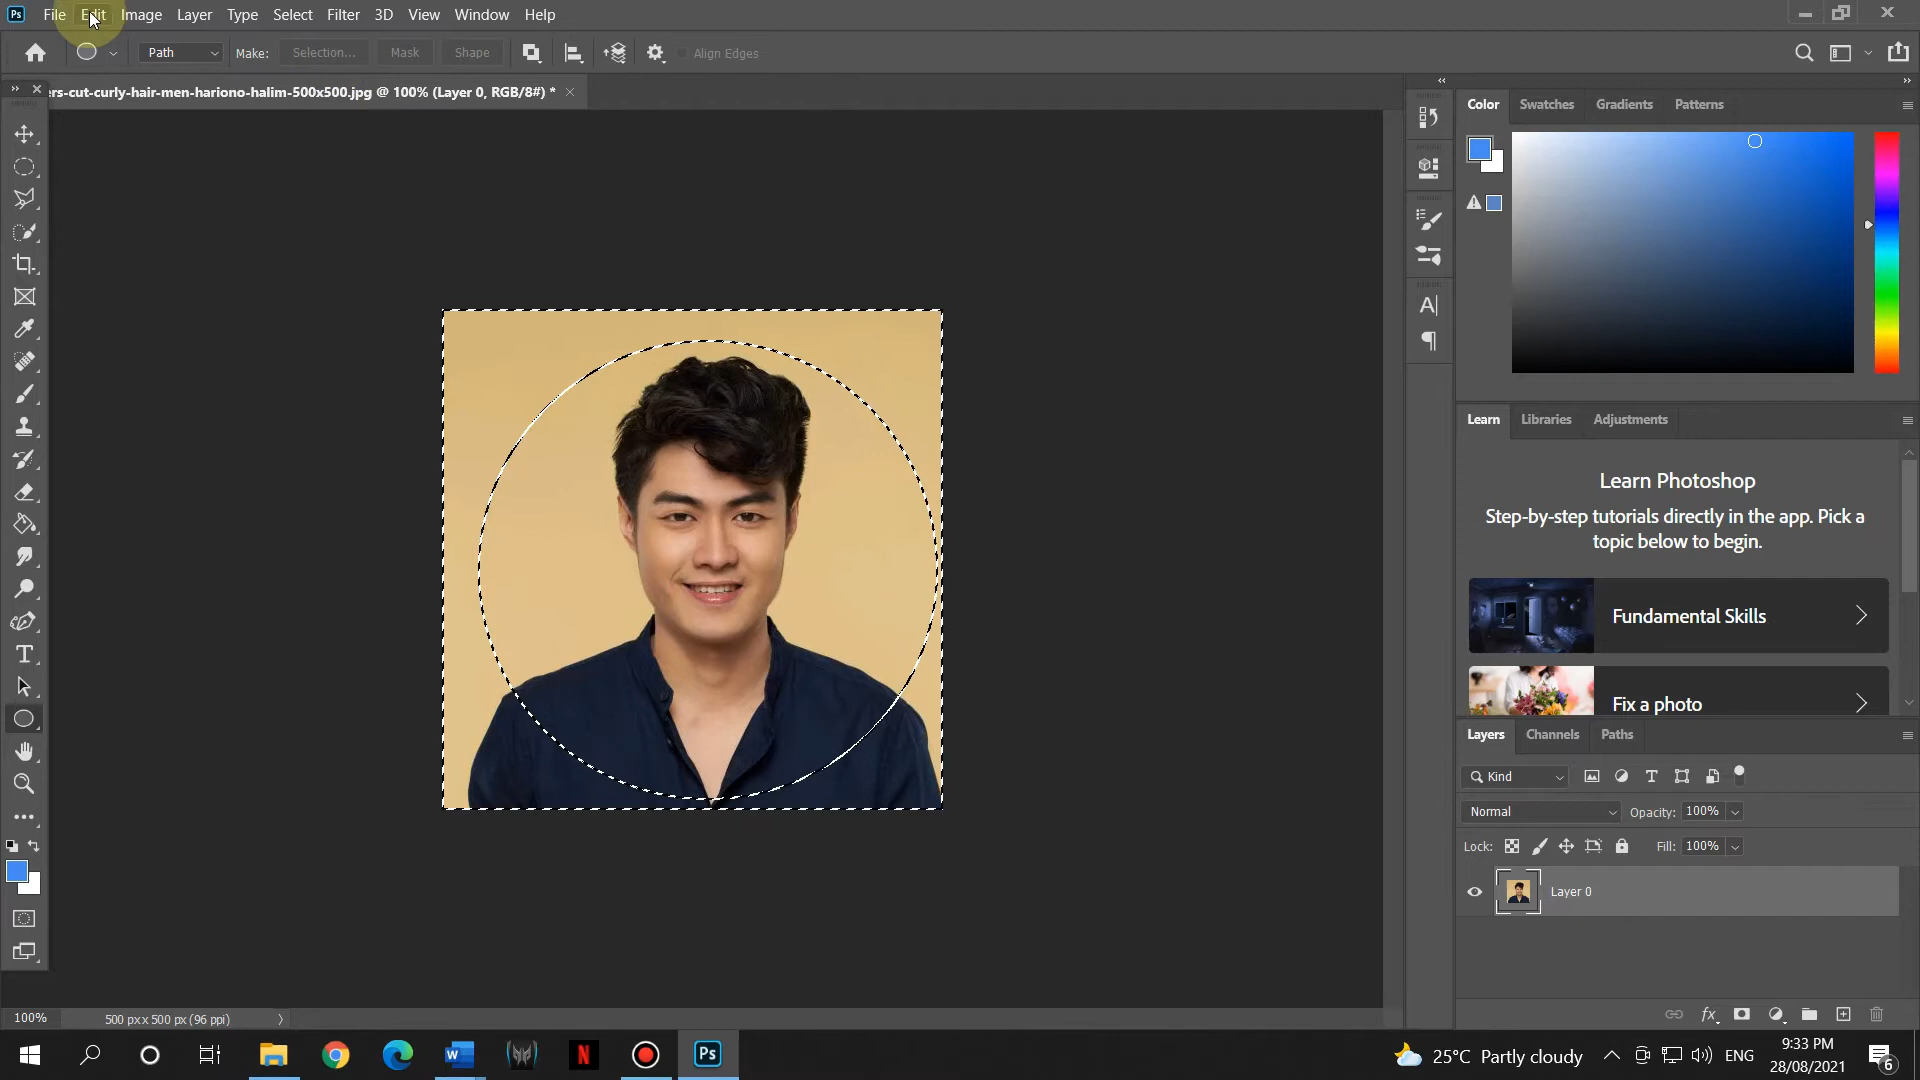 Ps File Edit Image Layer Type Select Filter 3D View Window Help
Path Make: Selection... Mask Shape Align Edges
ers-cut-curly-hair-men-hariono-halim-500x500.jpg @ 100% (Layer 0, RGB/8#) *
Color Swatches Gradients Patterns
Learn Libraries Adjustments
Learn Photoshop
Step-by-step tutorials directly in the app. Pick a
topic below to begin.
Fundamental Skills
Fix a photo
Layers Channels Paths
Kind
Normal Opacity: 100%
Lock: Fill: 100%
Layer 0
100% 500 px x 500 px (96 ppi)
Ps
25°C Partly cloudy
ENG
9:33 PM
28/08/2021
6